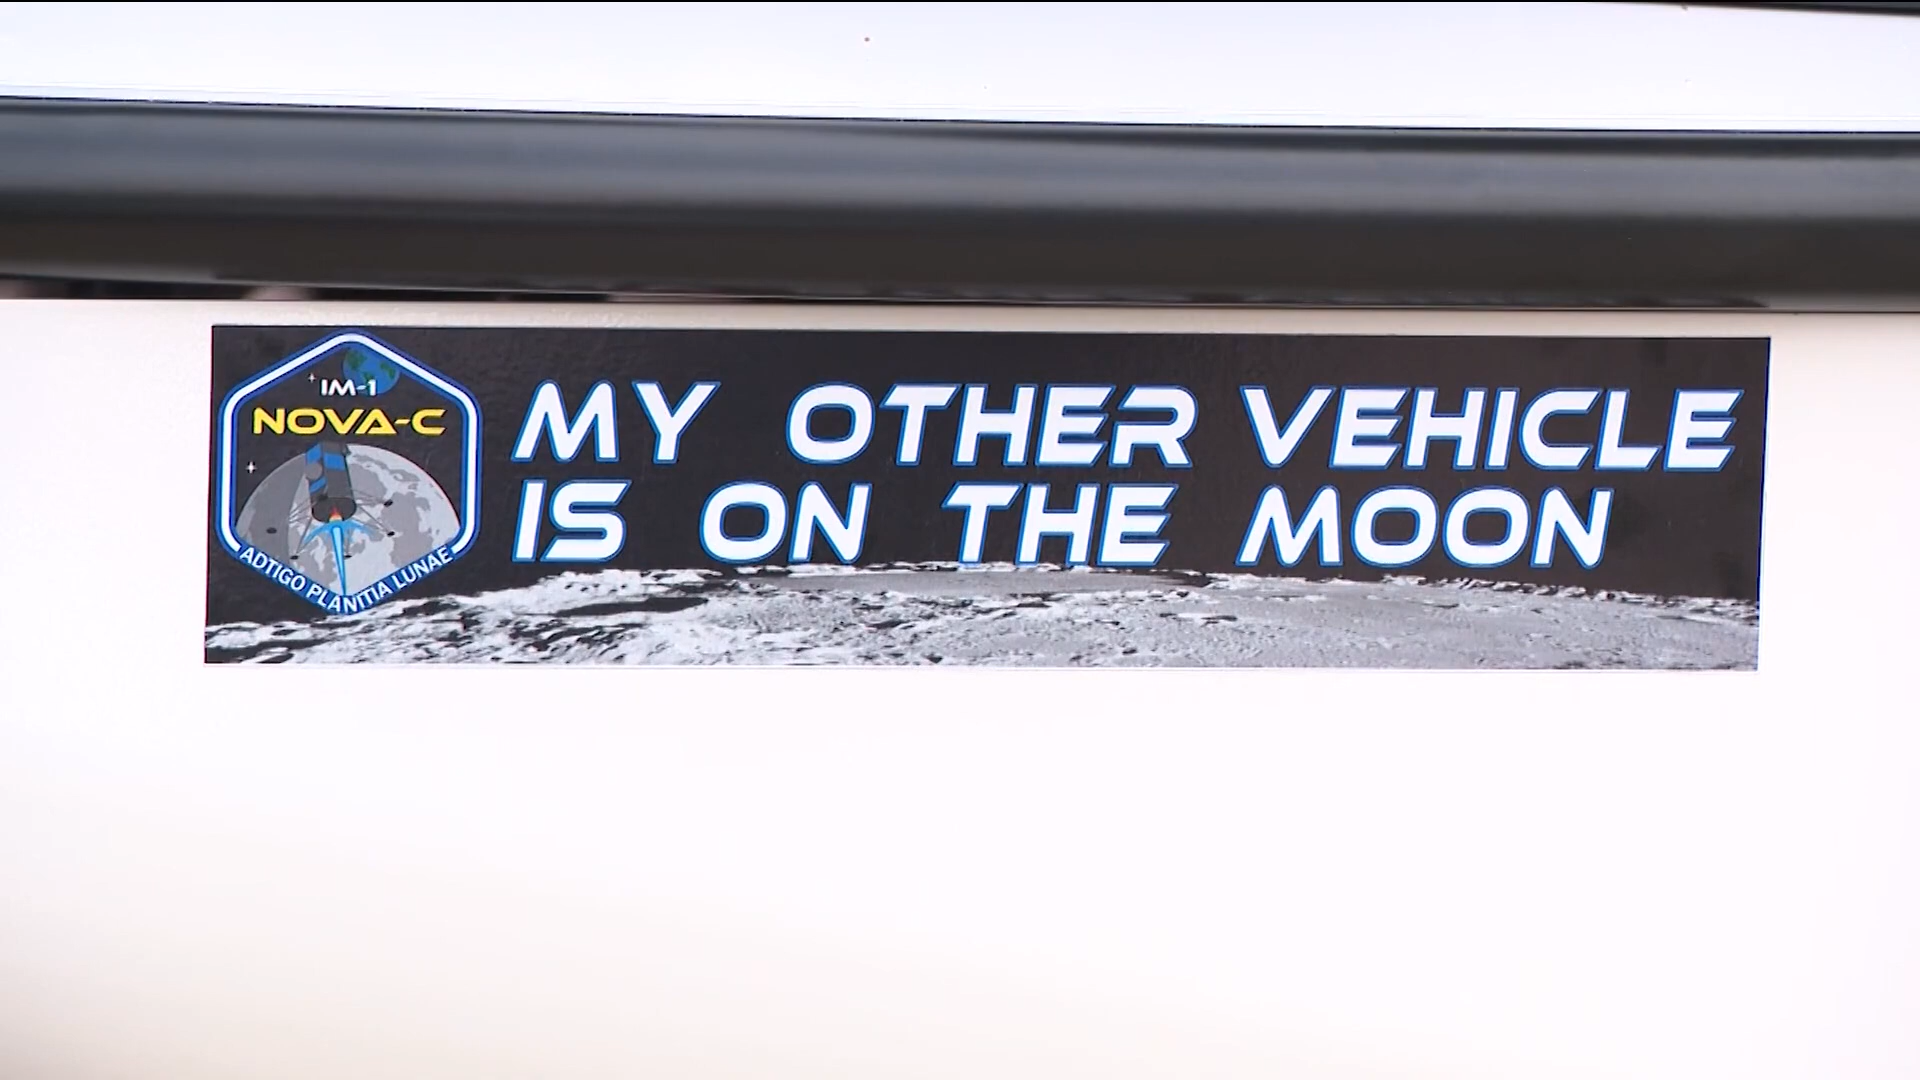 IM-1
NOVA-C
ADTIGO PLANITIA LUNAE
MY OTHER VEHICLE
IS ON THE MOON